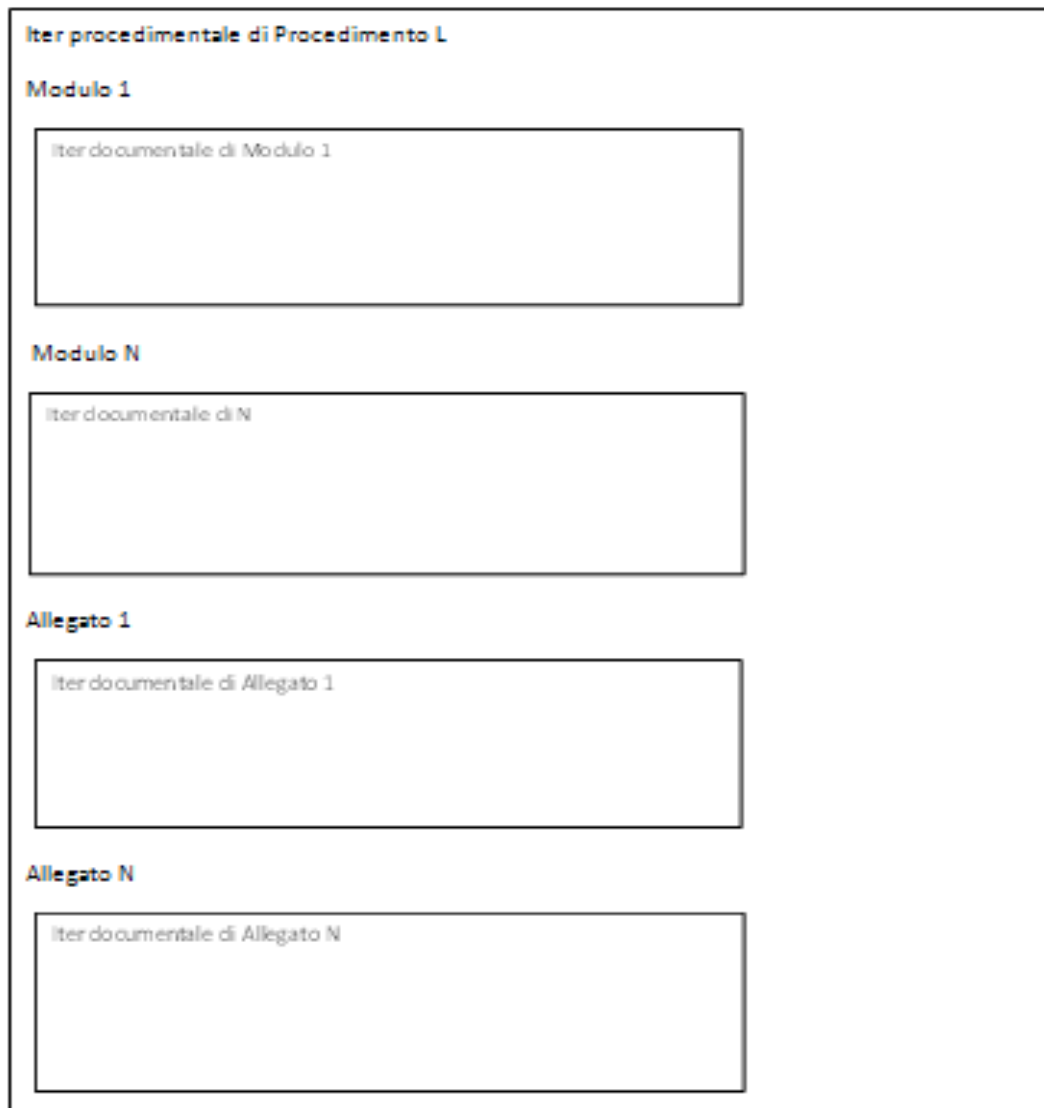 Iter procedimentale di Procedimento L
Modulo 1
Iter documentale di Modulo 1
Modulo N
Iter documentale di N
Allegato 1
Iter documentale di Allegato 1
Allegato N
Iter documentale di Allegato N